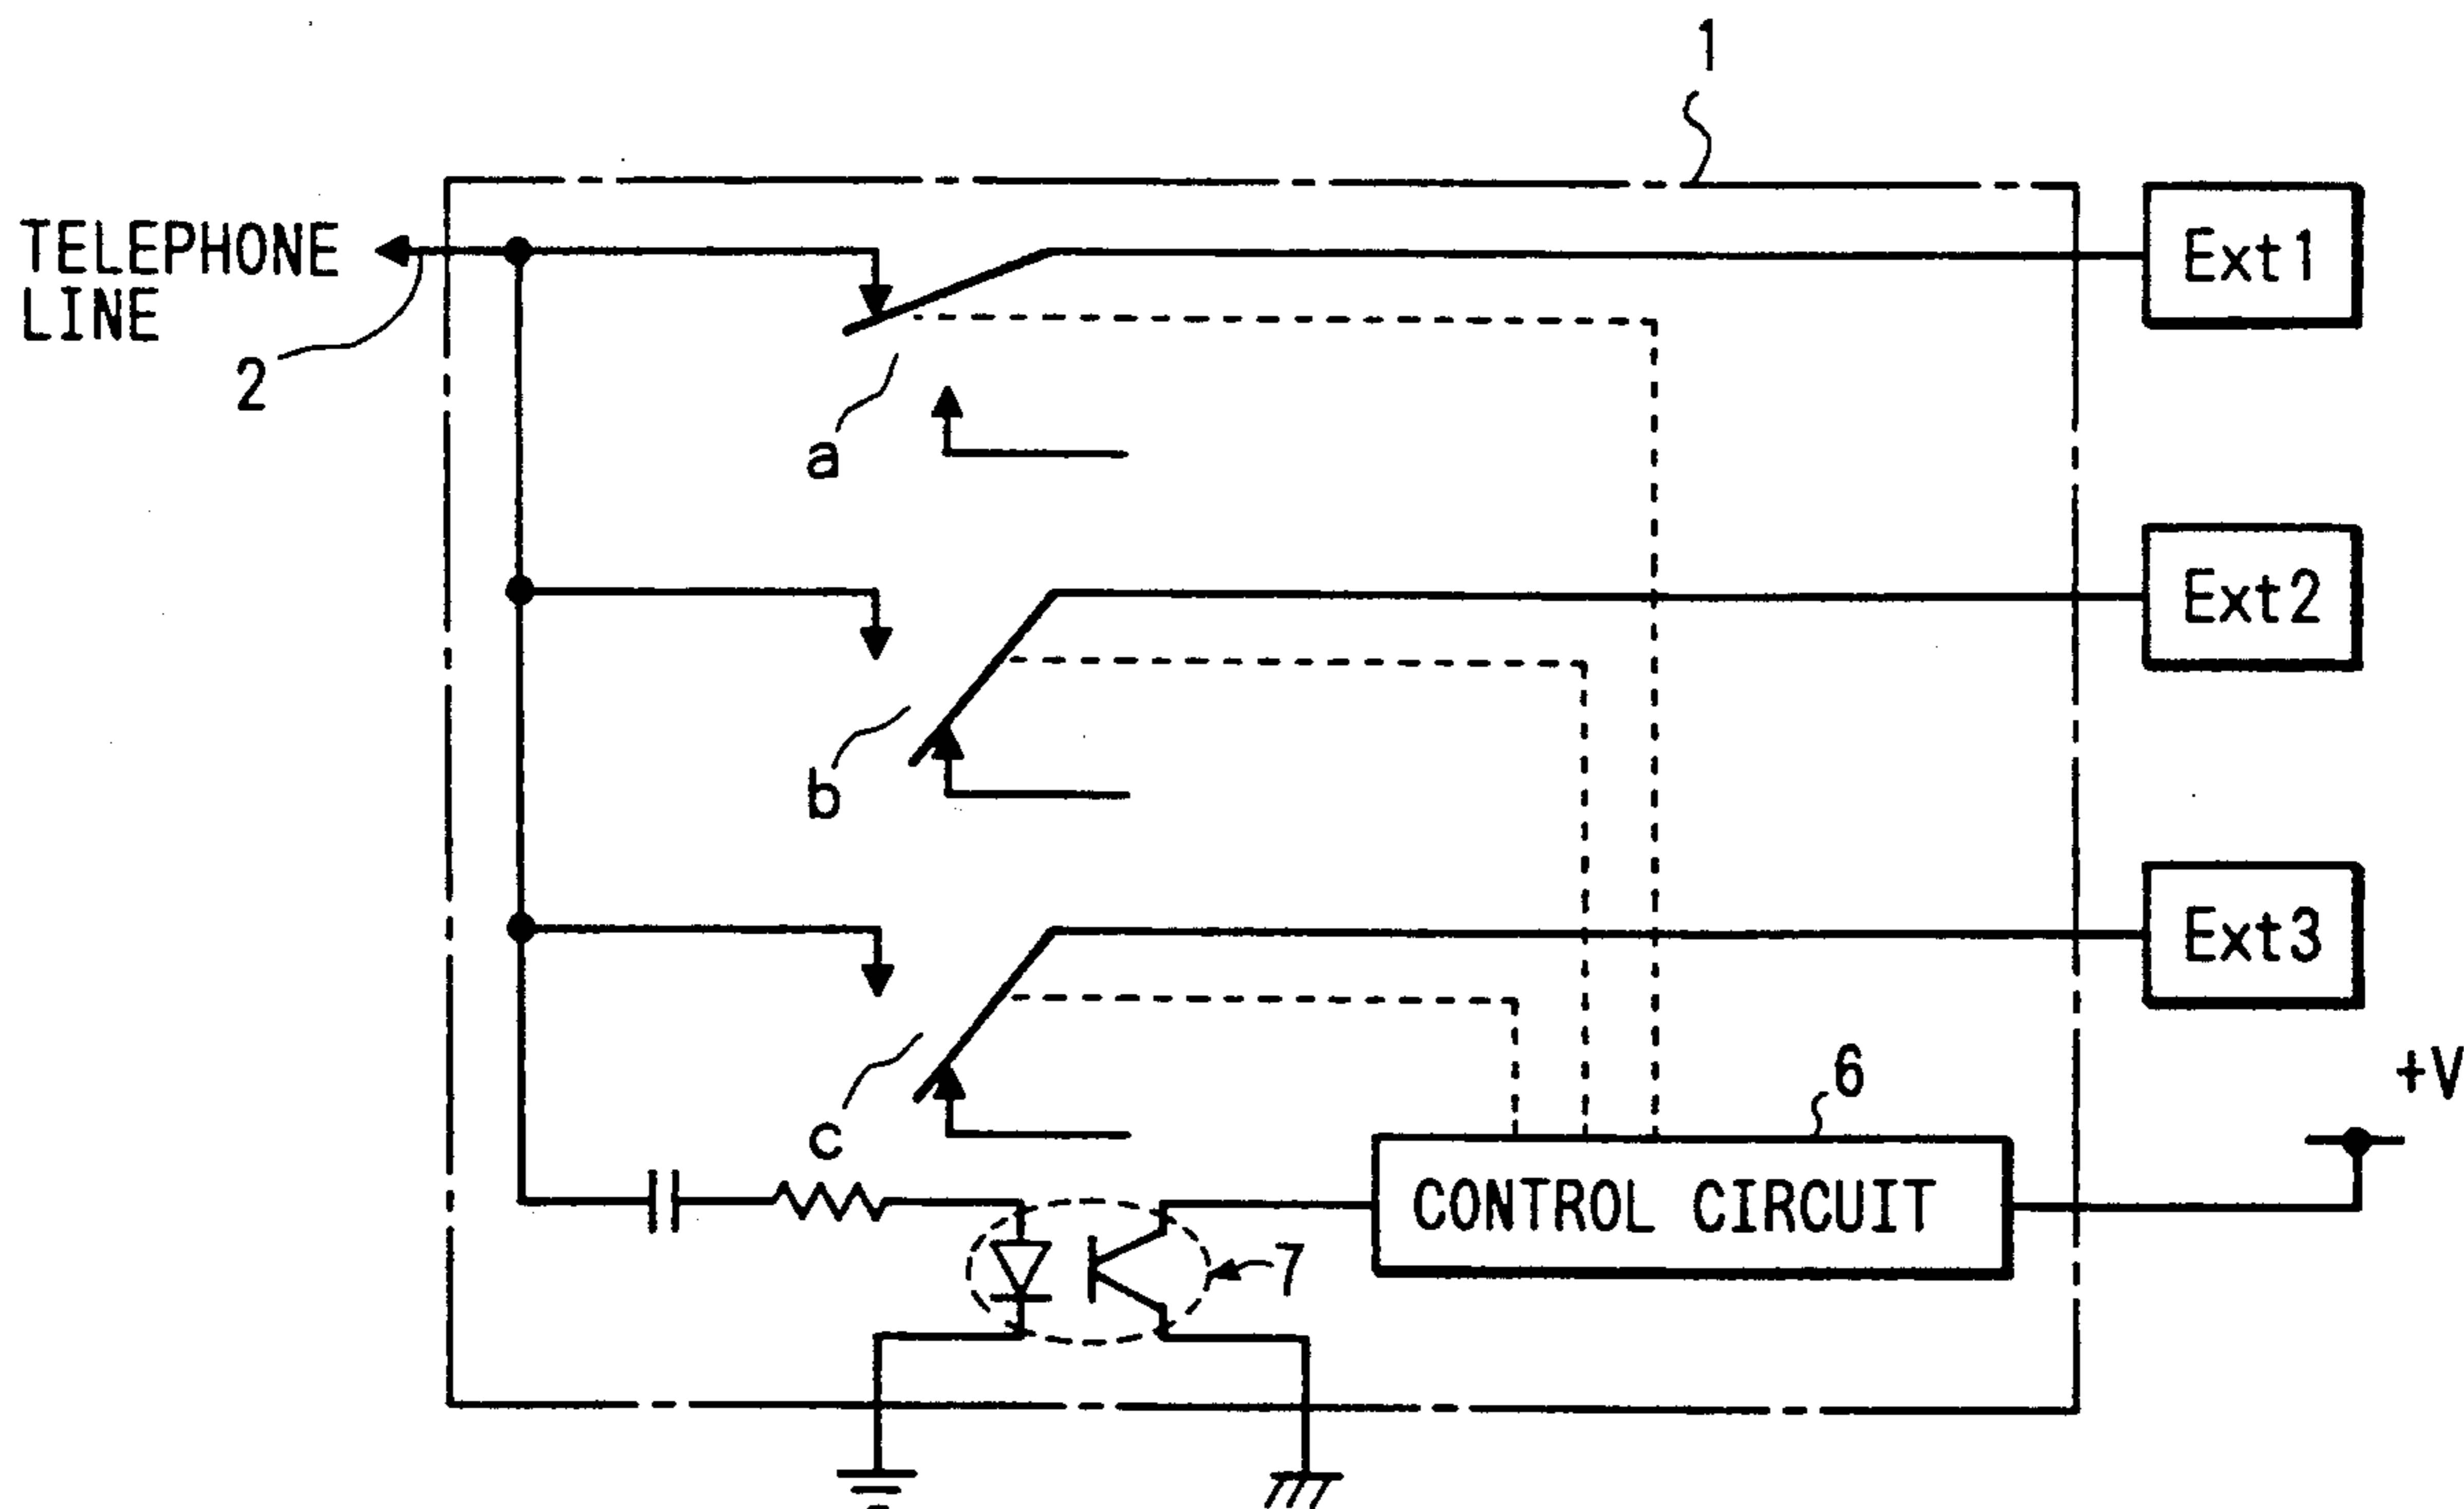 1
TELEPHONE
LINE
2
Ext1
a
Ext2
b
Ext3
c
6
+V
CONTROL CIRCUIT
7